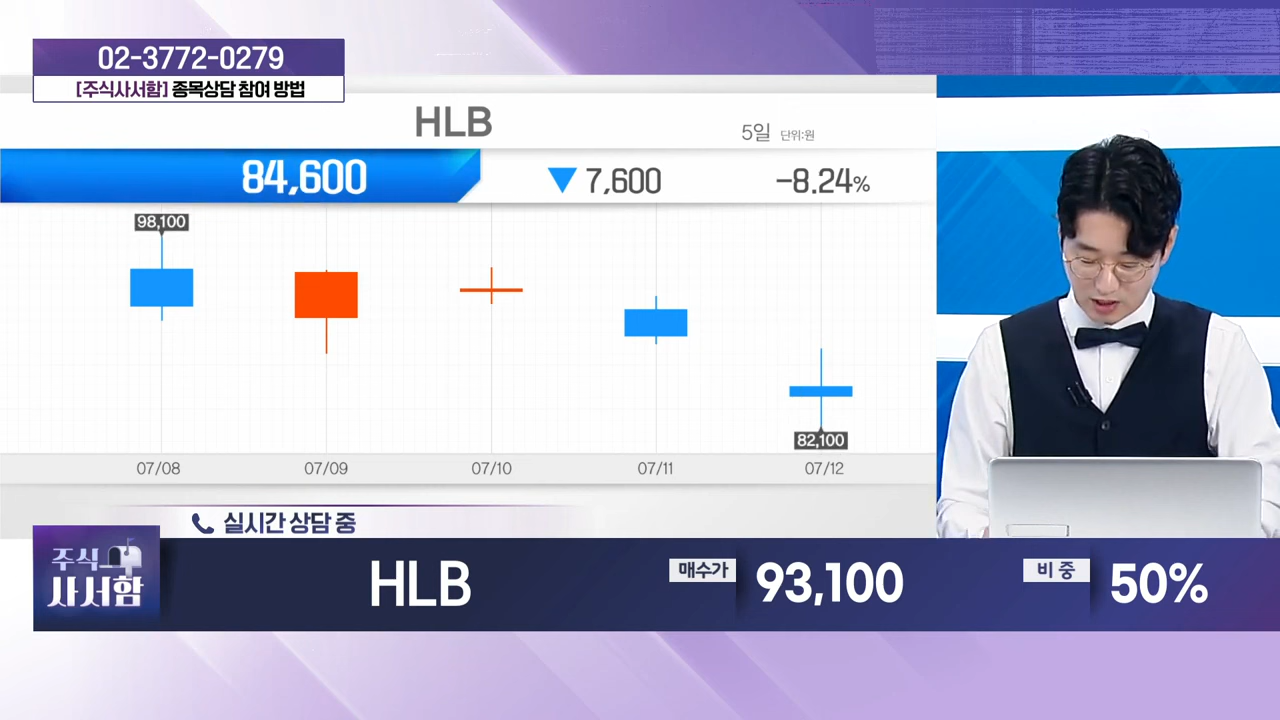 02-3772-0279
[주식사서함] 종목상담 참여 방법
HLB
5일 단위:원
84,600 ▼7,600 -8.24%
98,100
82,100
07/08 07/09 07/10 07/11 07/12
실시간 상담 중
주식
사서함
HLB 매수가 93,100 비중 50%